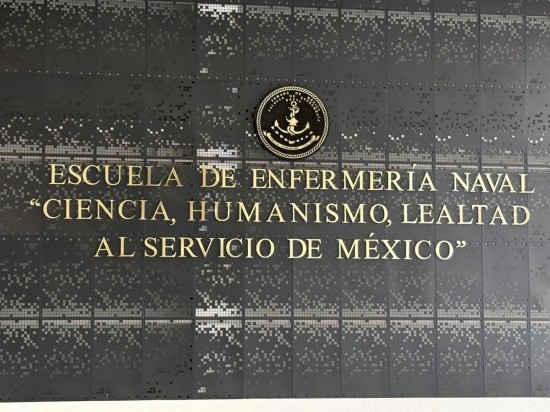 ESCUELA DE ENFERMERÍA NAVAL
“CIENCIA, HUMANISMO, LEALTAD
AL SERVICIO DE MÉXICO”